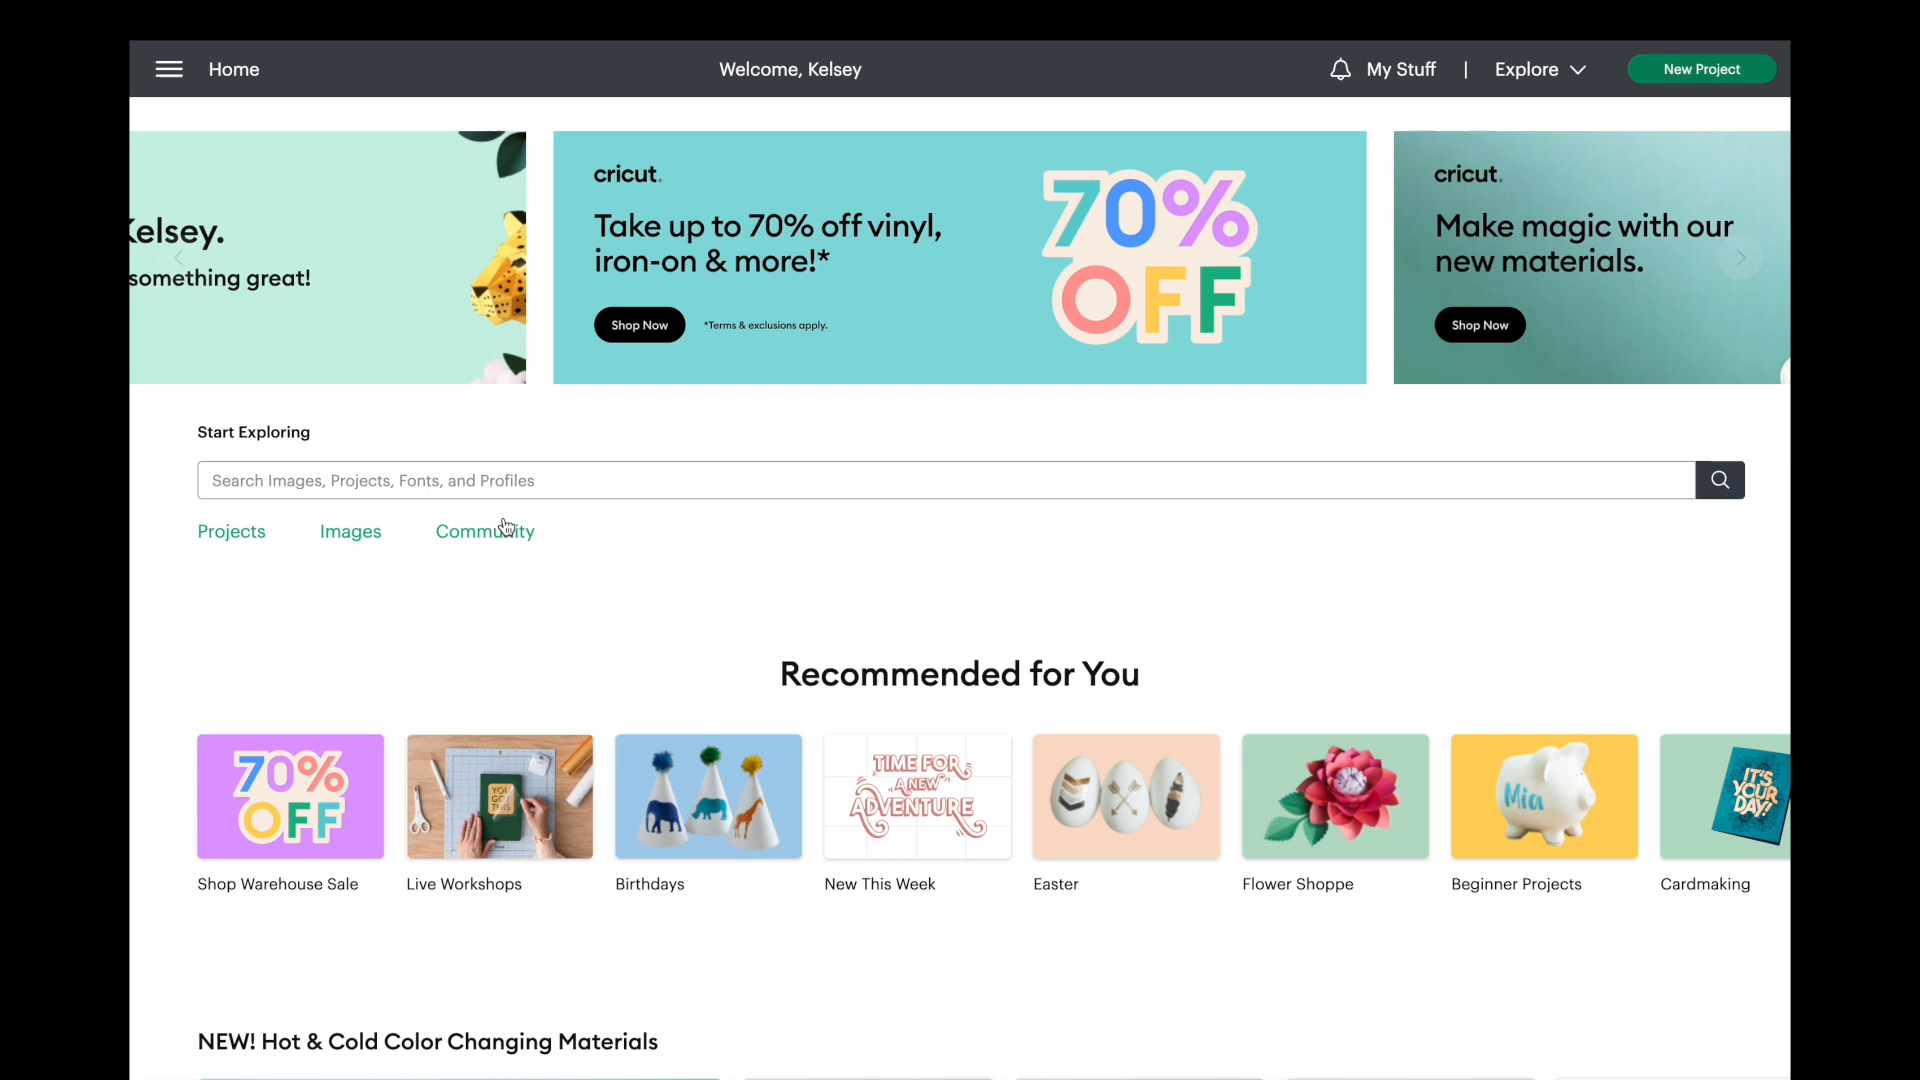 Home
Welcome, Kelsey
My Stuff
|
Explore
New Project
Kelsey.
something great!
cricut.
Take up to 70% off vinyl,
iron-on & more!*
Shop Now
*Terms & exclusions apply.
70%
OFF
cricut.
Make magic with our
new materials.
Shop Now
Start Exploring
Search Images, Projects, Fonts, and Profiles
Projects
Images
Community
Recommended for You
70%
OFF
YOU
GOT
THIS
TIME FOR
A NEW
ADVENTURE
Mia
IT'S
YOUR
DAY!
Shop Warehouse Sale
Live Workshops
Birthdays
New This Week
Easter
Flower Shoppe
Beginner Projects
Cardmaking
NEW! Hot & Cold Color Changing Materials